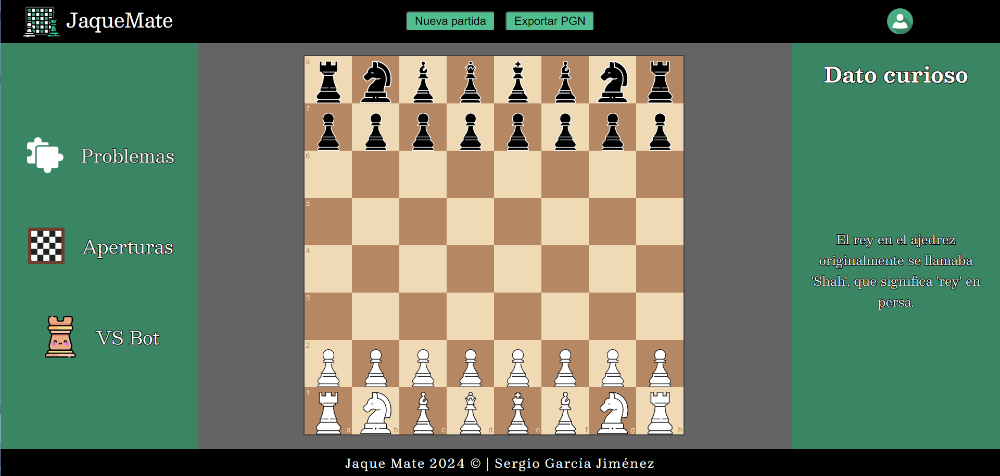 JaqueMate
Nueva partida
Exportar PGN
Problemas
Aperturas
VS Bot
8
7
6
5
4
3
2
1
a b c d e f g h
Dato curioso
El rey en el ajedrez
originalmente se llamaba
'Shah', que significa 'rey' en
persa.
Jaque Mate 2024 © | Sergio García Jiménez